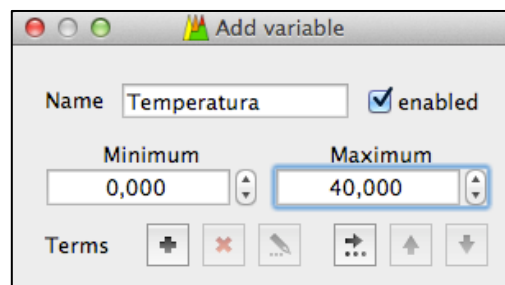 Add variable
Name Temperatura enabled
Minimum Maximum
0,000 40,000
Terms